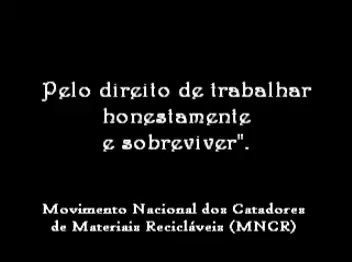 Pelo direito de trabalhar
honestamente
e sobreviver".
Movimento Nacional dos Catadores
de Materiais Recicláveis (MNCR)